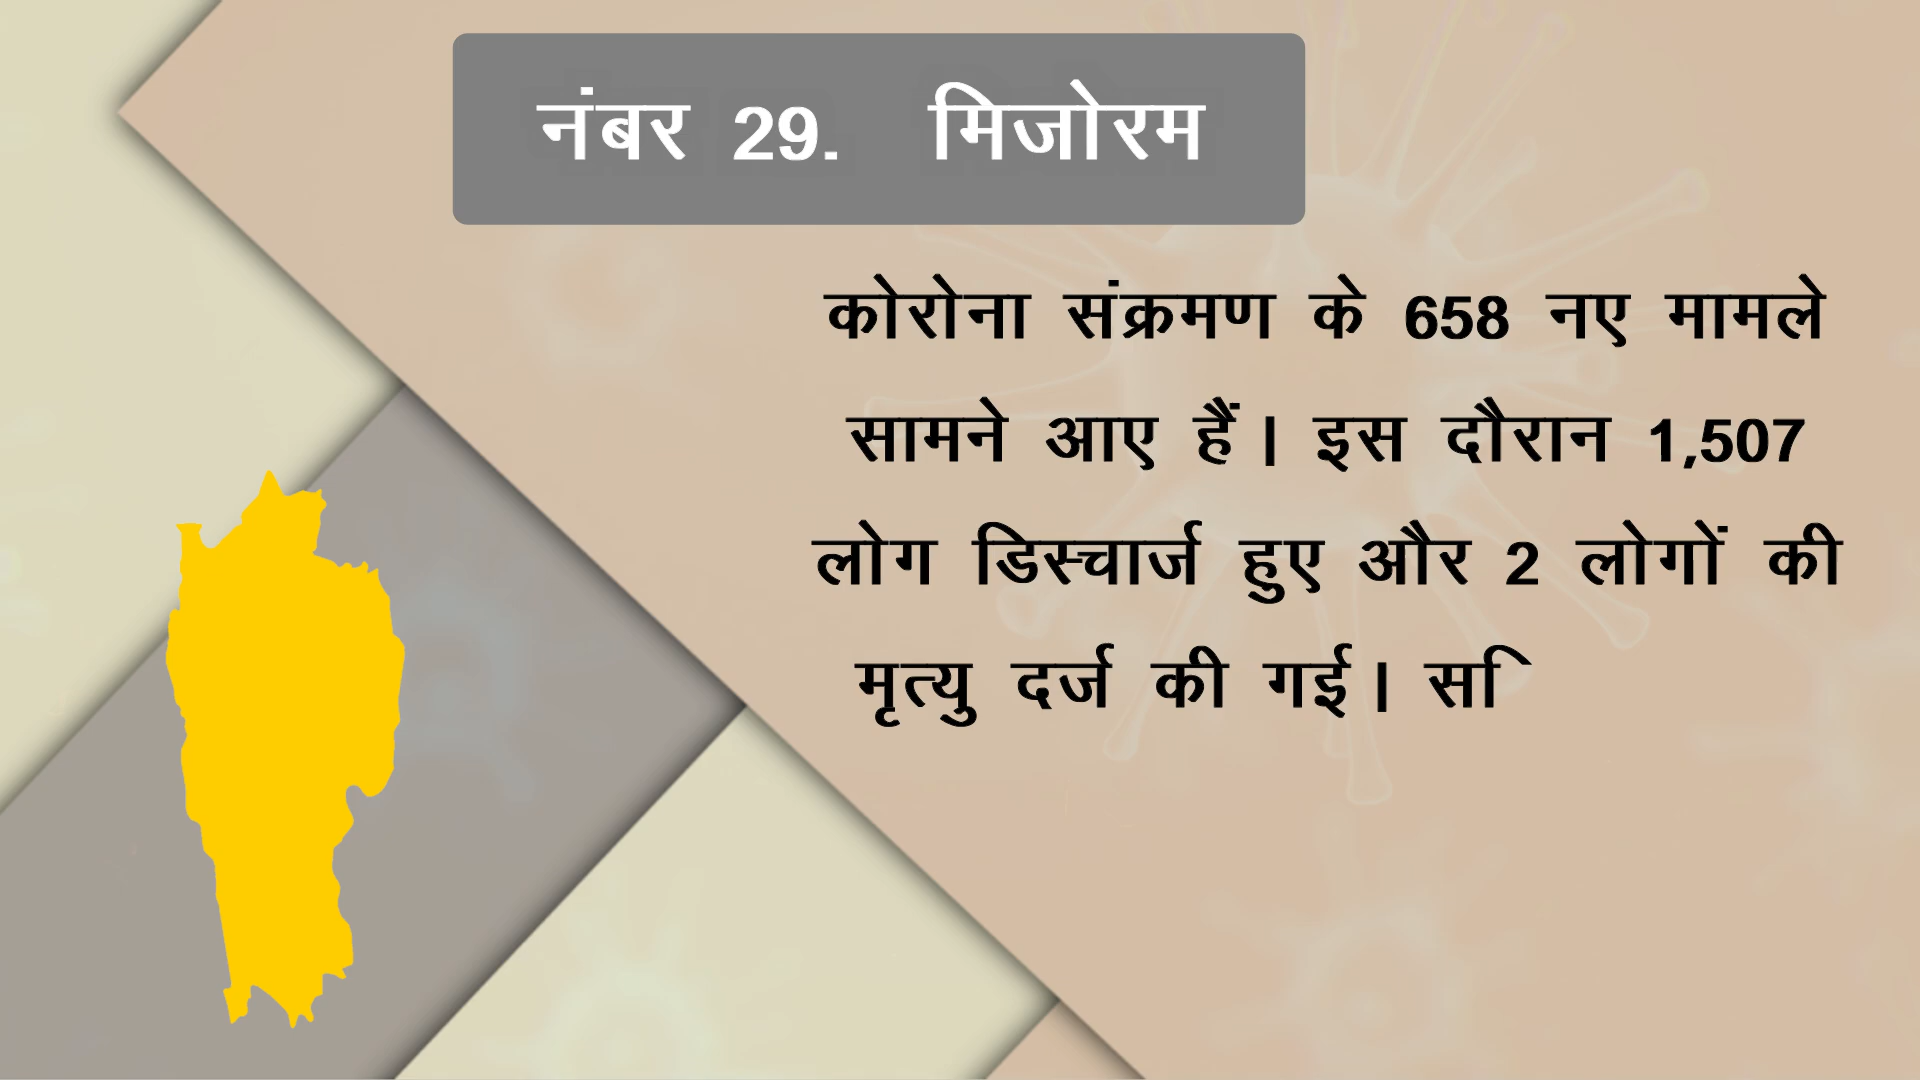 नंबर 29. मिजोरम
कोरोना संक्रमण के 658 नए मामले
सामने आए हैं। इस दौरान 1,507
लोग डिस्चार्ज हुए और 2 लोगों की
मृत्यु दर्ज की गई।